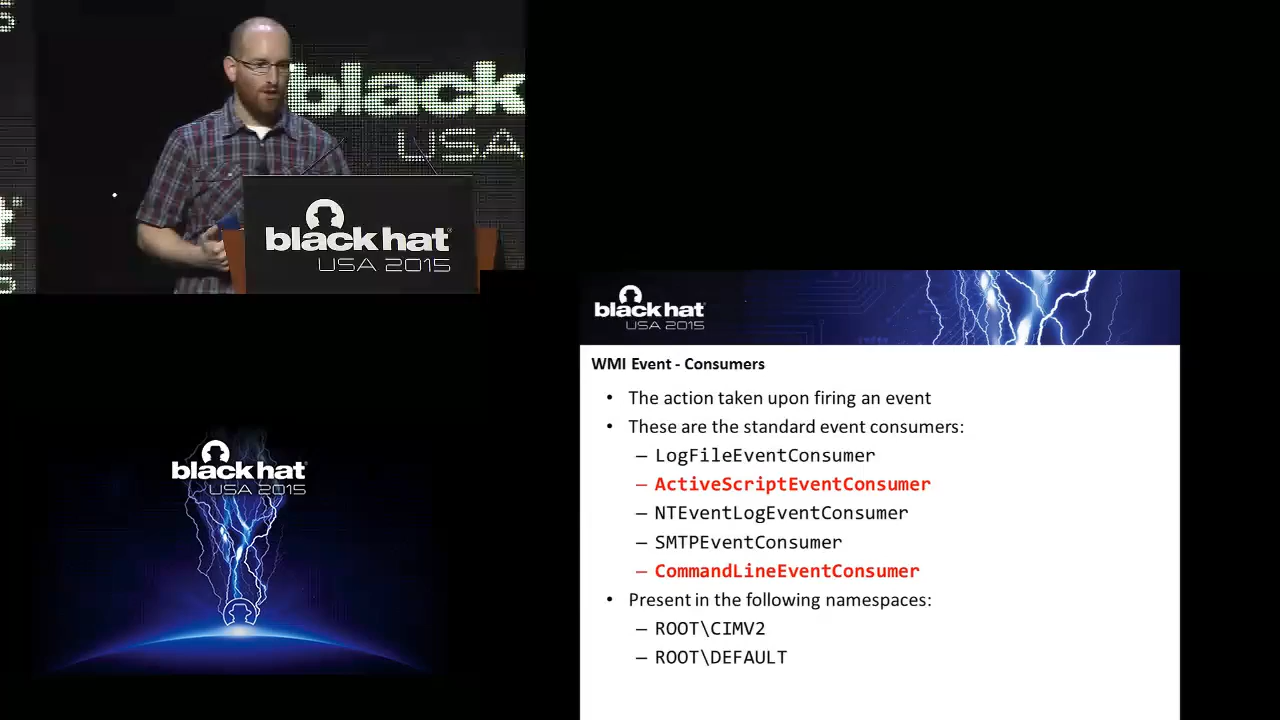 black
USA
black hat
USA 2015
black hat
USA 2015
WMI Event - Consumers
• The action taken upon firing an event
• These are the standard event consumers:
– LogFileEventConsumer
– ActiveScriptEventConsumer
– NTEventLogEventConsumer
– SMTPEventConsumer
– CommandLineEventConsumer
• Present in the following namespaces:
– ROOT\CIMV2
– ROOT\DEFAULT
black hat
USA 2015